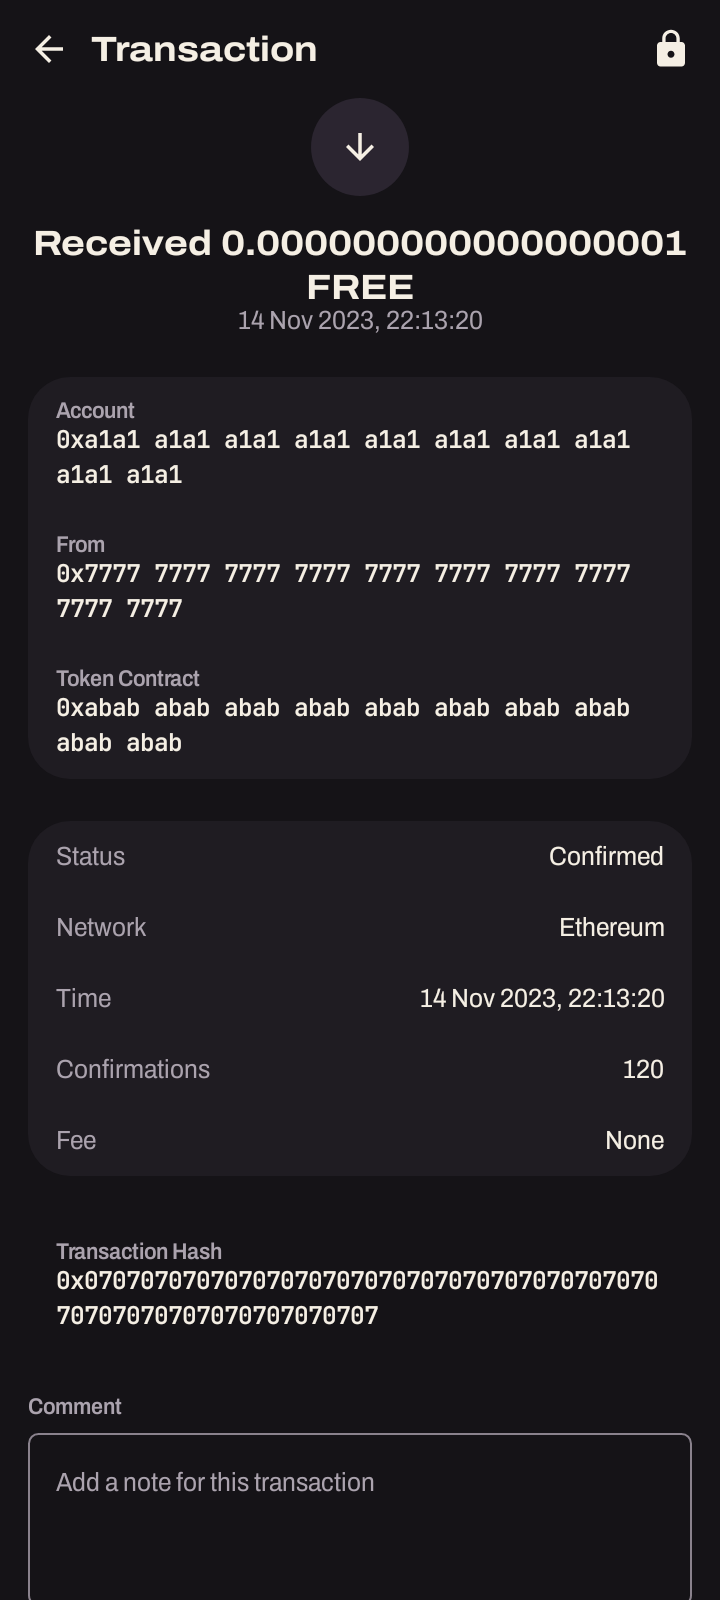 Transaction
Received 0.000000000000000001
FREE
14 Nov 2023, 22:13:20
Account
0xa1a1 a1a1 a1a1 a1a1 a1a1 a1a1 a1a1 a1a1
a1a1 a1a1
From
0x7777 7777 7777 7777 7777 7777 7777 7777
7777 7777
Token Contract
0xabab abab abab abab abab abab abab abab
abab abab
Status Confirmed
Network Ethereum
Time 14 Nov 2023, 22:13:20
Confirmations 120
Fee None
Transaction Hash
0x07070707070707070707070707070707070707070
70707070707070707070707
Comment
Add a note for this transaction